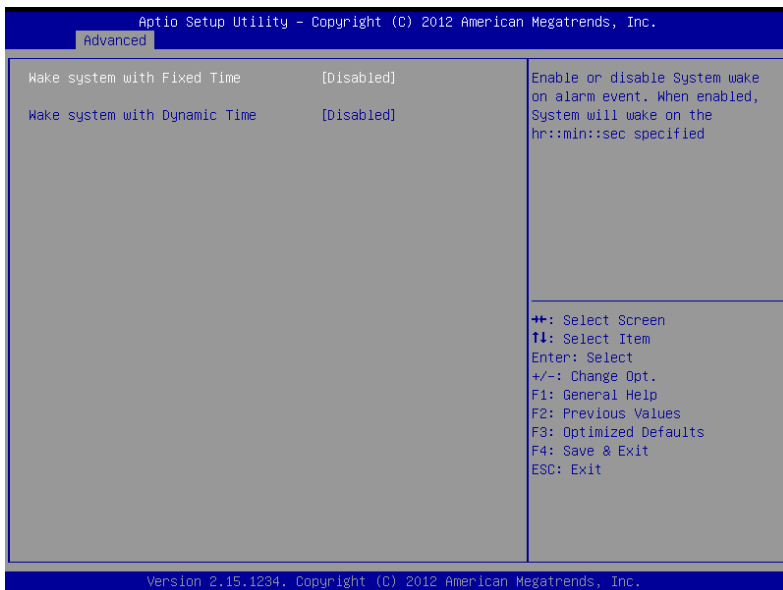 Aptio Setup Utility – Copyright (C) 2012 American Megatrends, Inc.
Advanced
Wake system with Fixed Time [Disabled]
Wake system with Dynamic Time [Disabled]
Enable or disable System wake
on alarm event. When enabled,
System will wake on the
hr::min::sec specified
→←: Select Screen
↑↓: Select Item
Enter: Select
+/-: Change Opt.
F1: General Help
F2: Previous Values
F3: Optimized Defaults
F4: Save & Exit
ESC: Exit
Version 2.15.1234. Copyright (C) 2012 American Megatrends, Inc.